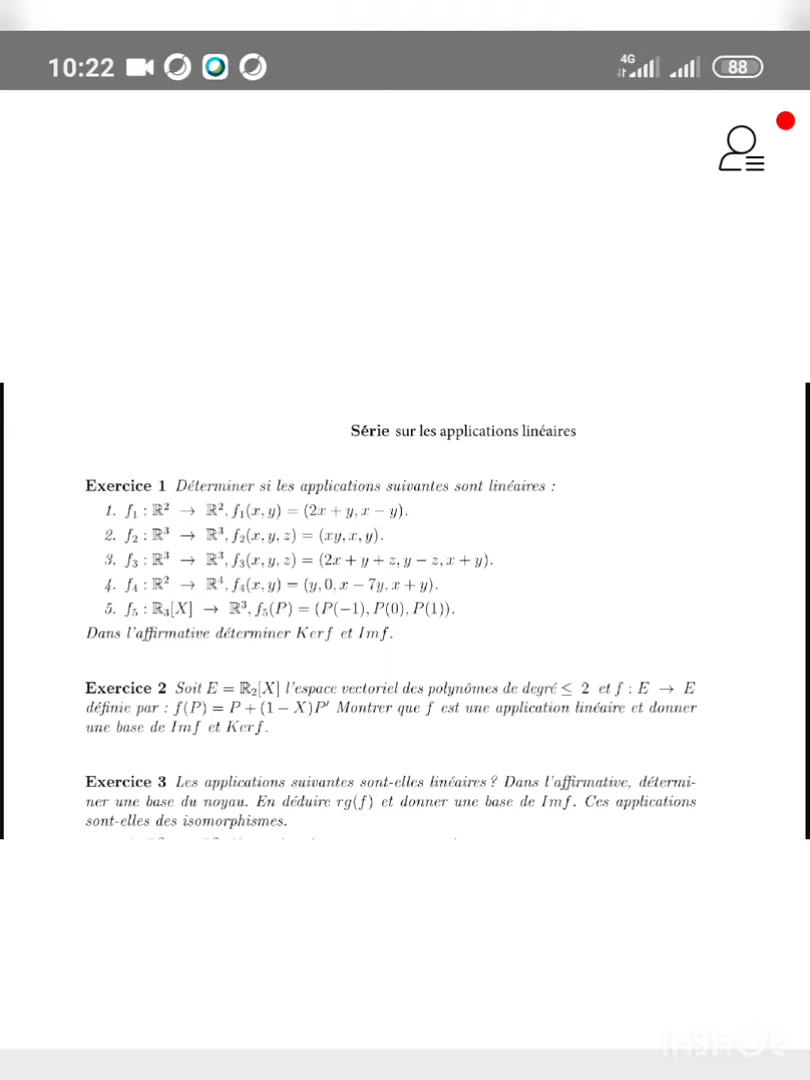 10:22
4G
88
Série sur les applications linéaires
Exercice 1 Déterminer si les applications suivantes sont linéaires :
1. f₁ : ℝ² → ℝ², f₁(x, y) = (2x + y, x − y).
2. f₂ : ℝ³ → ℝ³, f₂(x, y, z) = (xy, x, y).
3. f₃ : ℝ³ → ℝ³, f₃(x, y, z) = (2x + y + z, y − z, x + y).
4. f₄ : ℝ² → ℝ⁴, f₄(x, y) = (y, 0, x − 7y, x + y).
5. f₅ : ℝ₃[X] → ℝ³, f₅(P) = (P(−1), P(0), P(1)).
Dans l'affirmative déterminer Kerf et Imf.
Exercice 2 Soit E = ℝ₂[X] l'espace vectoriel des polynômes de degré ≤ 2 et f : E → E
définie par : f(P) = P + (1 − X)P′ Montrer que f est une application linéaire et donner
une base de Imf et Kerf.
Exercice 3 Les applications suivantes sont-elles linéaires ? Dans l'affirmative, détermi-
ner une base du noyau. En déduire rg(f) et donner une base de Imf. Ces applications
sont-elles des isomorphismes.
InShOt